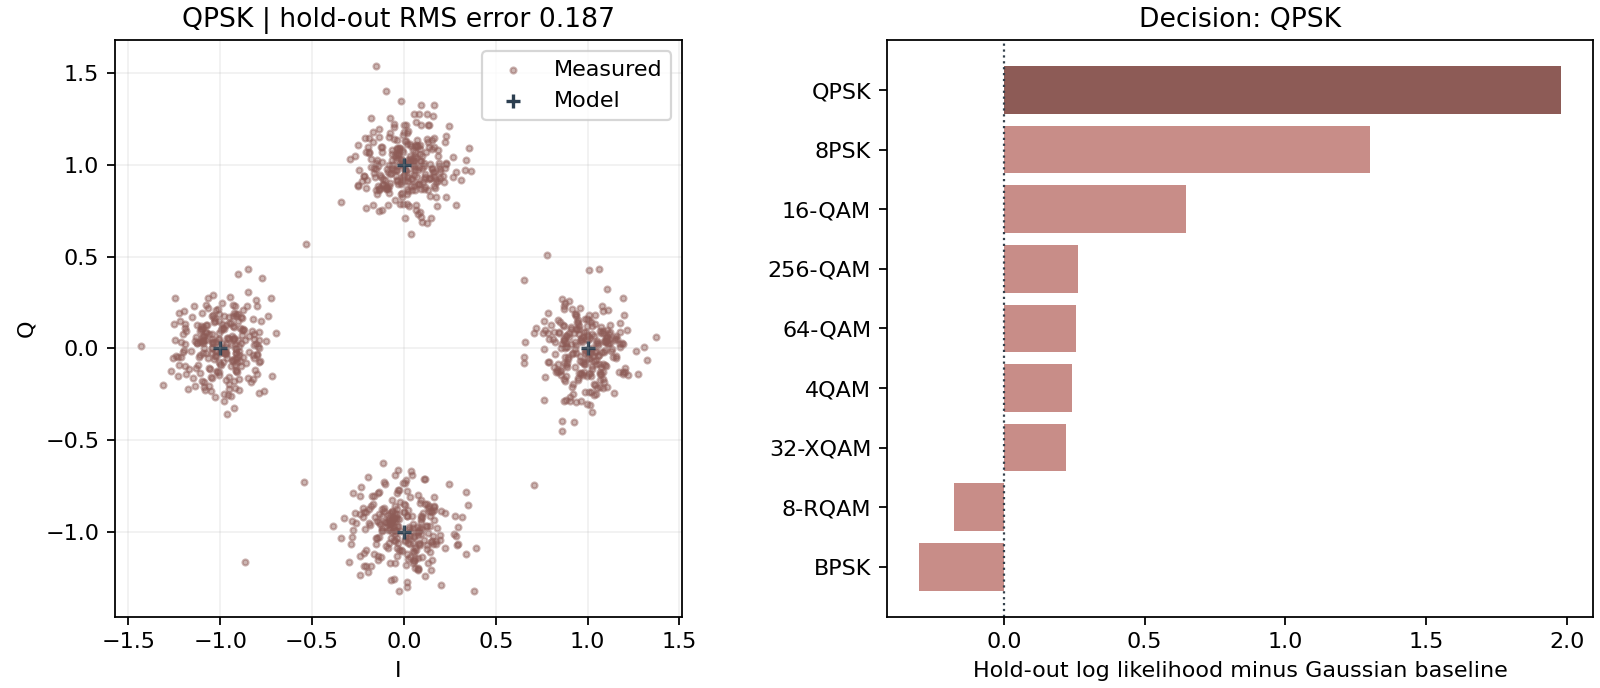 QPSK | hold-out RMS error 0.187
Measured
Model
1.5
1.0
0.5
0.0
−0.5
−1.0
Q
−1.5
−1.0
−0.5
0.0
0.5
1.0
1.5
I
Decision: QPSK
QPSK
8PSK
16-QAM
256-QAM
64-QAM
4QAM
32-XQAM
8-RQAM
BPSK
0.0
0.5
1.0
1.5
2.0
Hold-out log likelihood minus Gaussian baseline